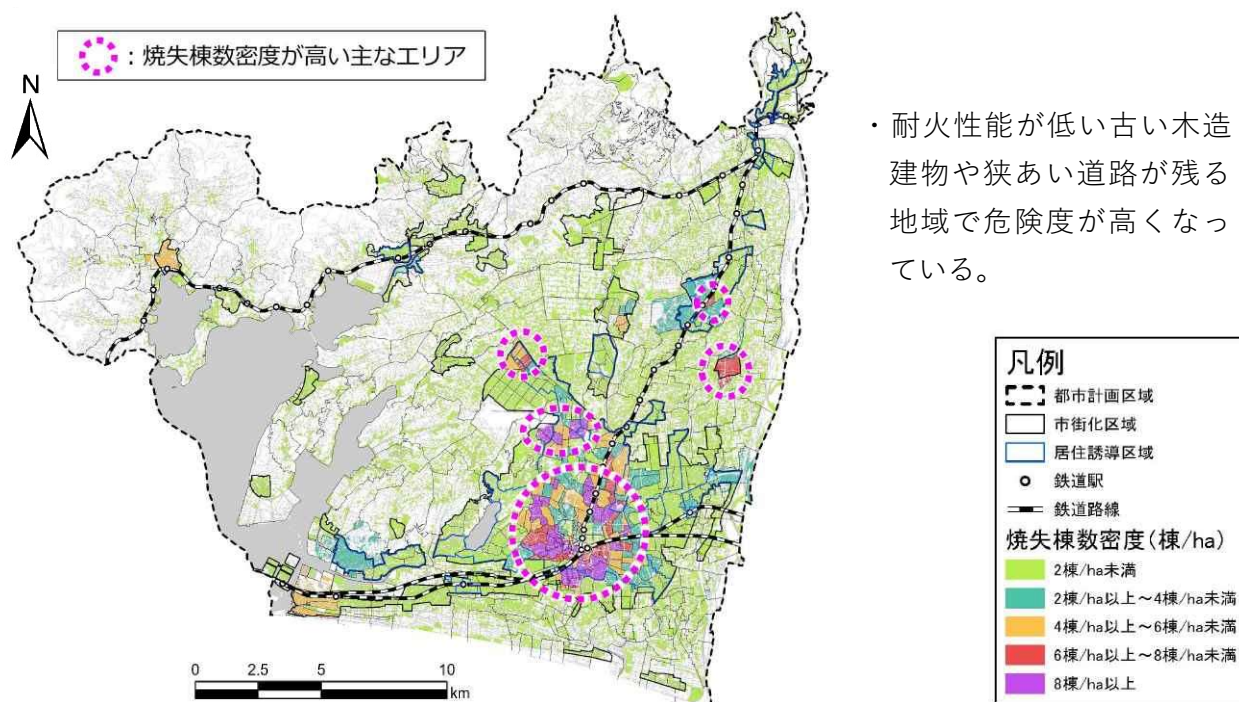 ：焼失棟数密度が高い主なエリア
N
・耐火性能が低い古い木造
建物や狭あい道路が残る
地域で危険度が高くなっ
ている。
凡例
都市計画区域
市街化区域
居住誘導区域
鉄道駅
鉄道路線
焼失棟数密度(棟/ha)
2棟/ha未満
2棟/ha以上～4棟/ha未満
4棟/ha以上～6棟/ha未満
6棟/ha以上～8棟/ha未満
8棟/ha以上
0 2.5 5 10
km